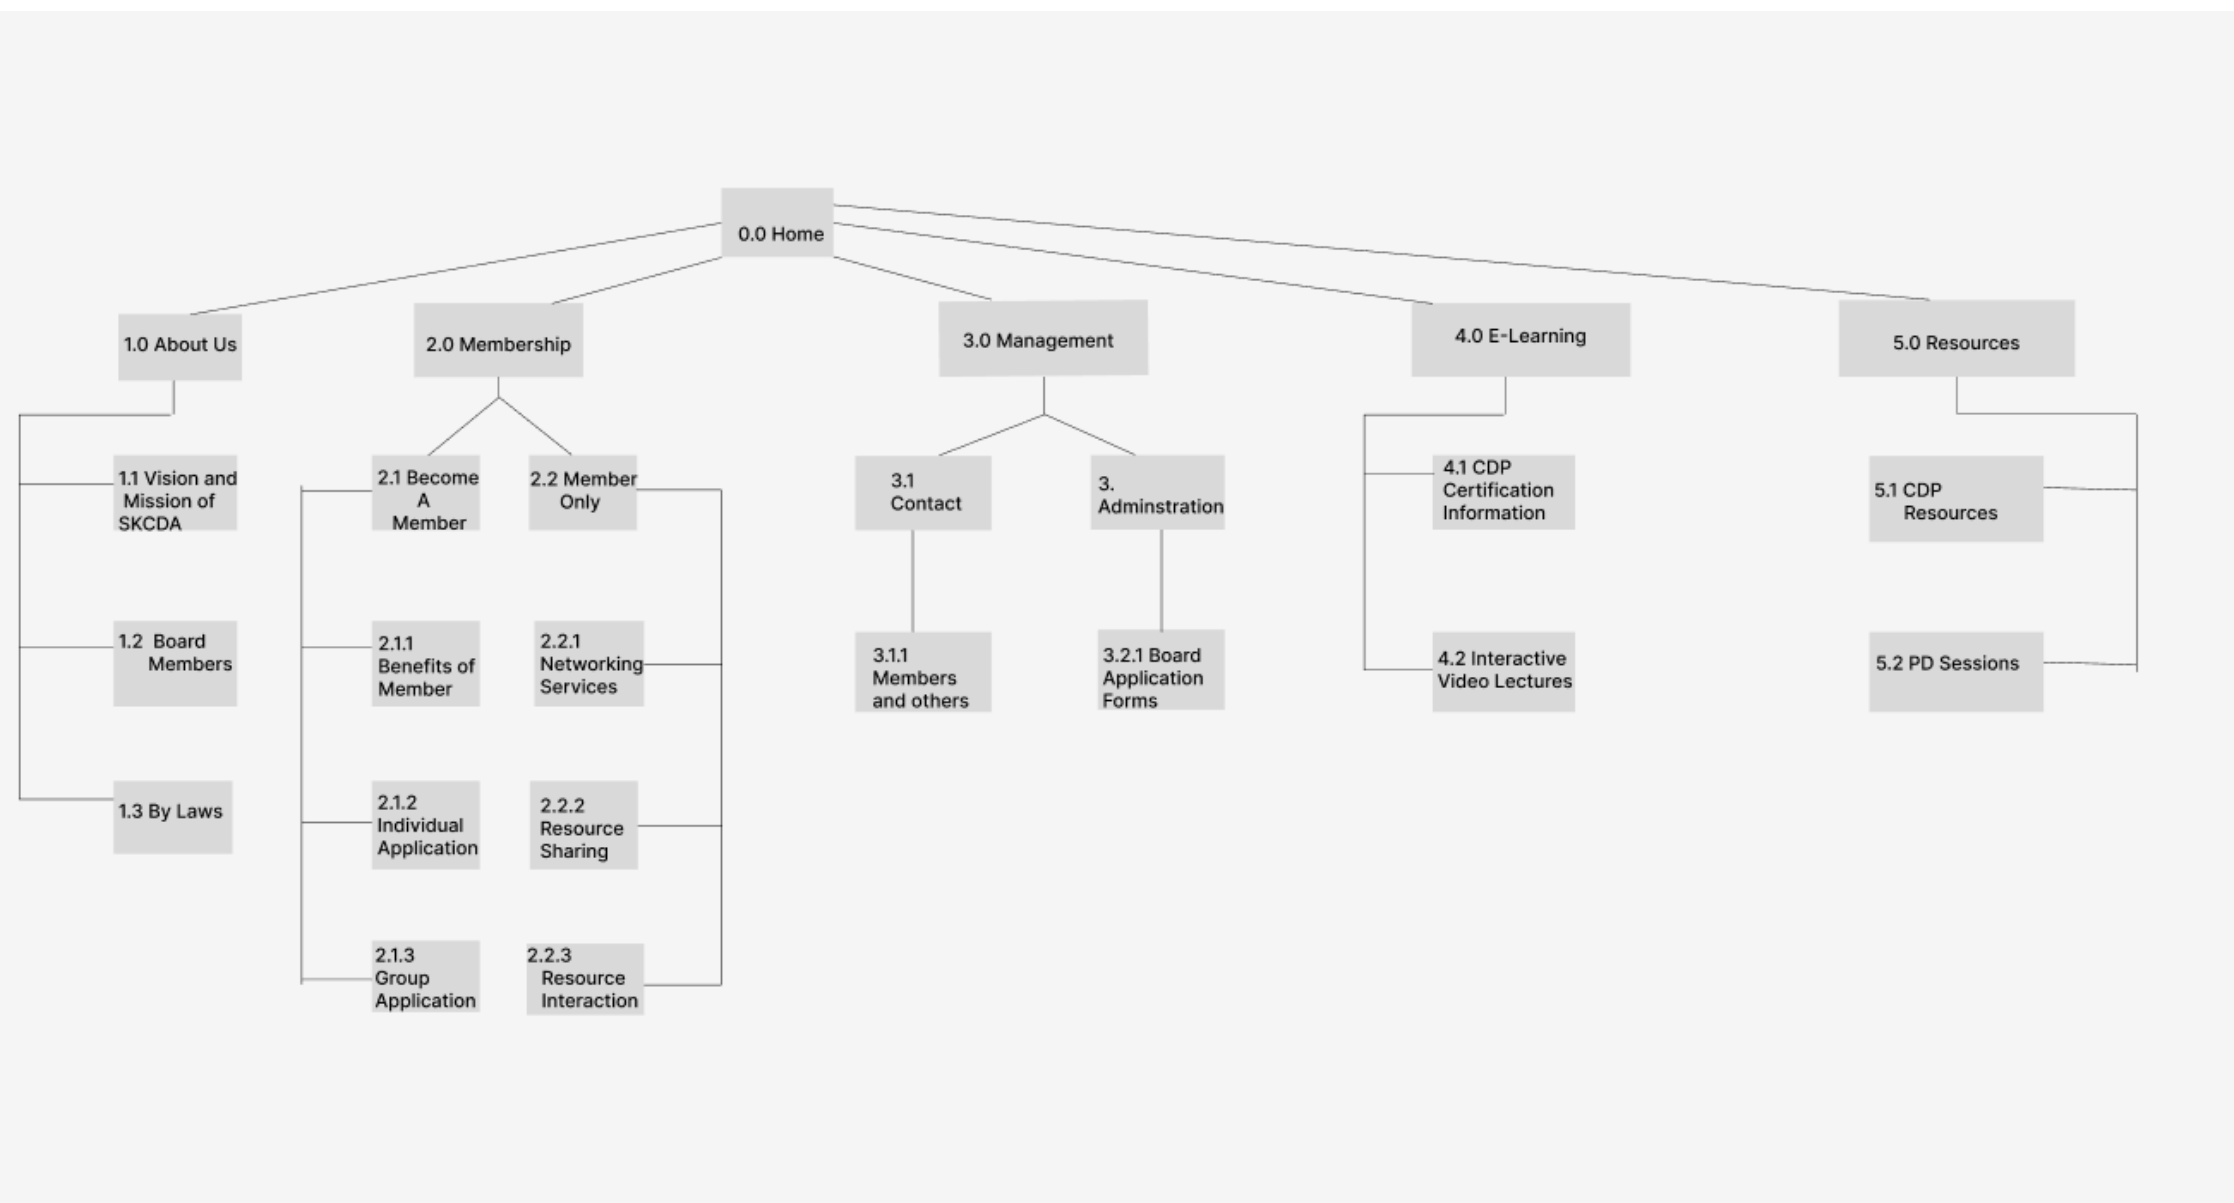 0.0 Home
1.0 About Us
2.0 Membership
3.0 Management
4.0 E-Learning
5.0 Resources
1.1 Vision and
Mission of
SKCDA
1.2 Board
Members
1.3 By Laws
2.1 Become
A
Member
2.1.1
Benefits of
Member
2.1.2
Individual
Application
2.1.3
Group
Application
2.2 Member
Only
2.2.1
Networking
Services
2.2.2
Resource
Sharing
2.2.3
Resource
Interaction
3.1
Contact
3.1.1
Members
and others
3.
Adminstration
3.2.1 Board
Application
Forms
4.1 CDP
Certification
Information
4.2 Interactive
Video Lectures
5.1 CDP
Resources
5.2 PD Sessions